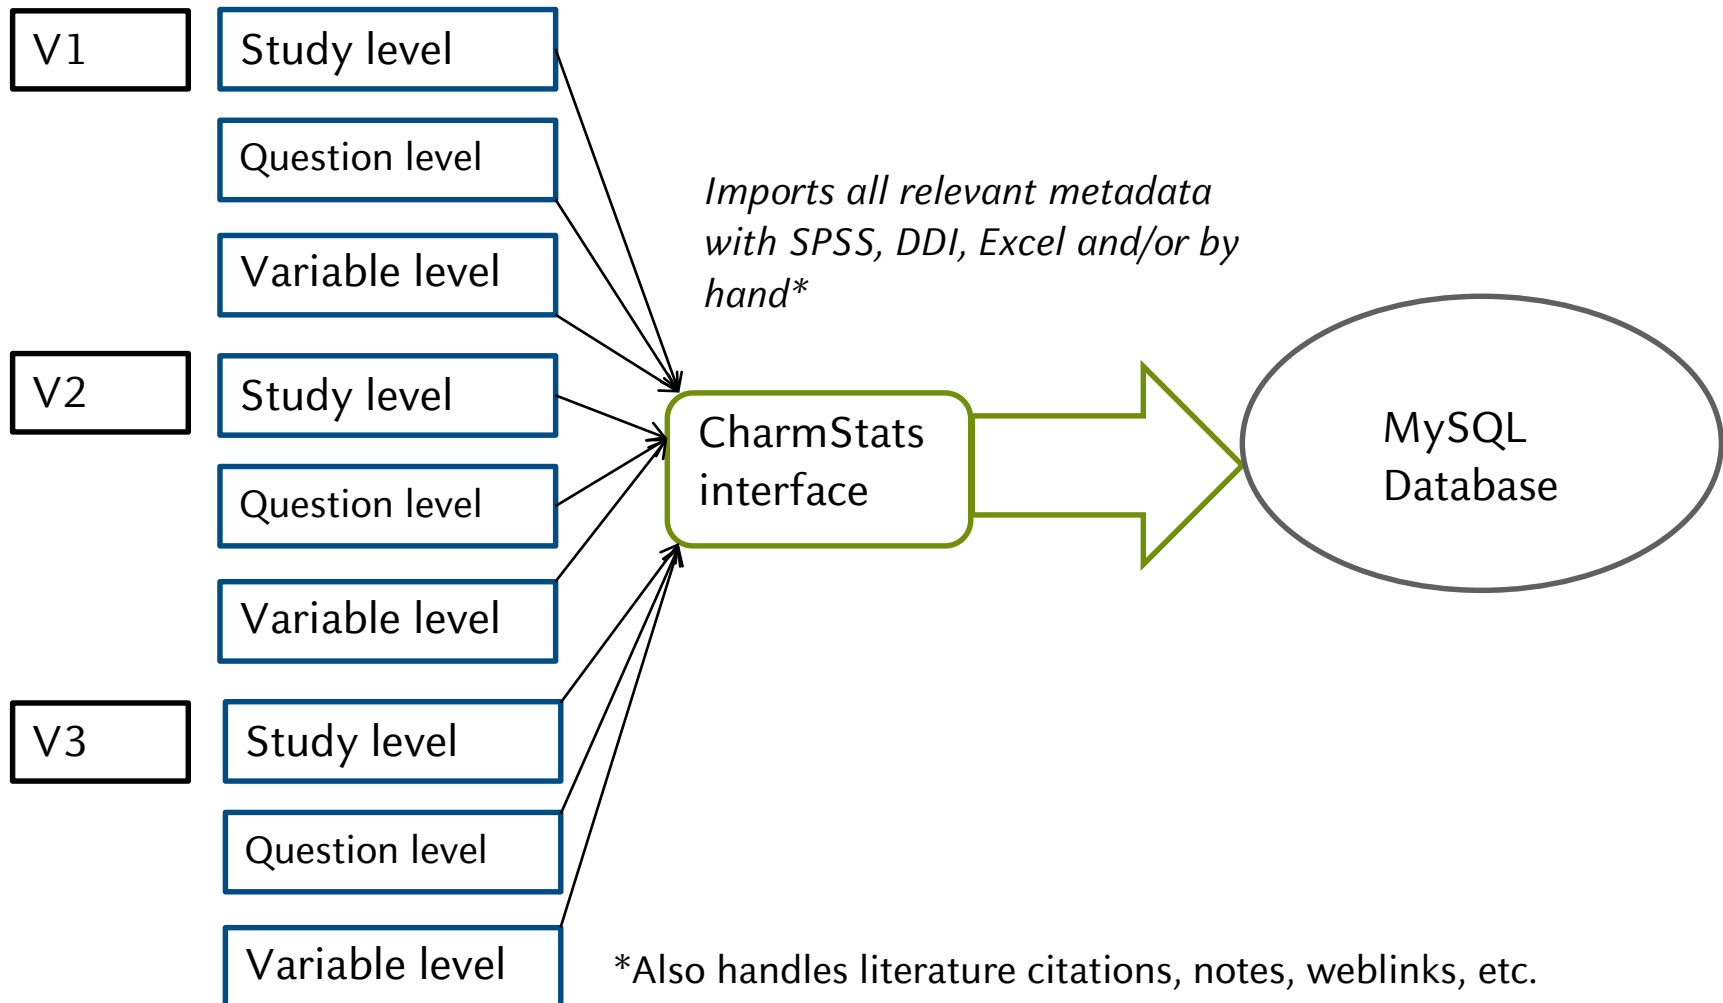 V1
Study level
Question level
Variable level
V2
Study level
Question level
Variable level
V3
Study level
Question level
Variable level
Imports all relevant metadata
with SPSS, DDI, Excel and/or by
hand*
CharmStats
interface
MySQL
Database
*Also handles literature citations, notes, weblinks, etc.